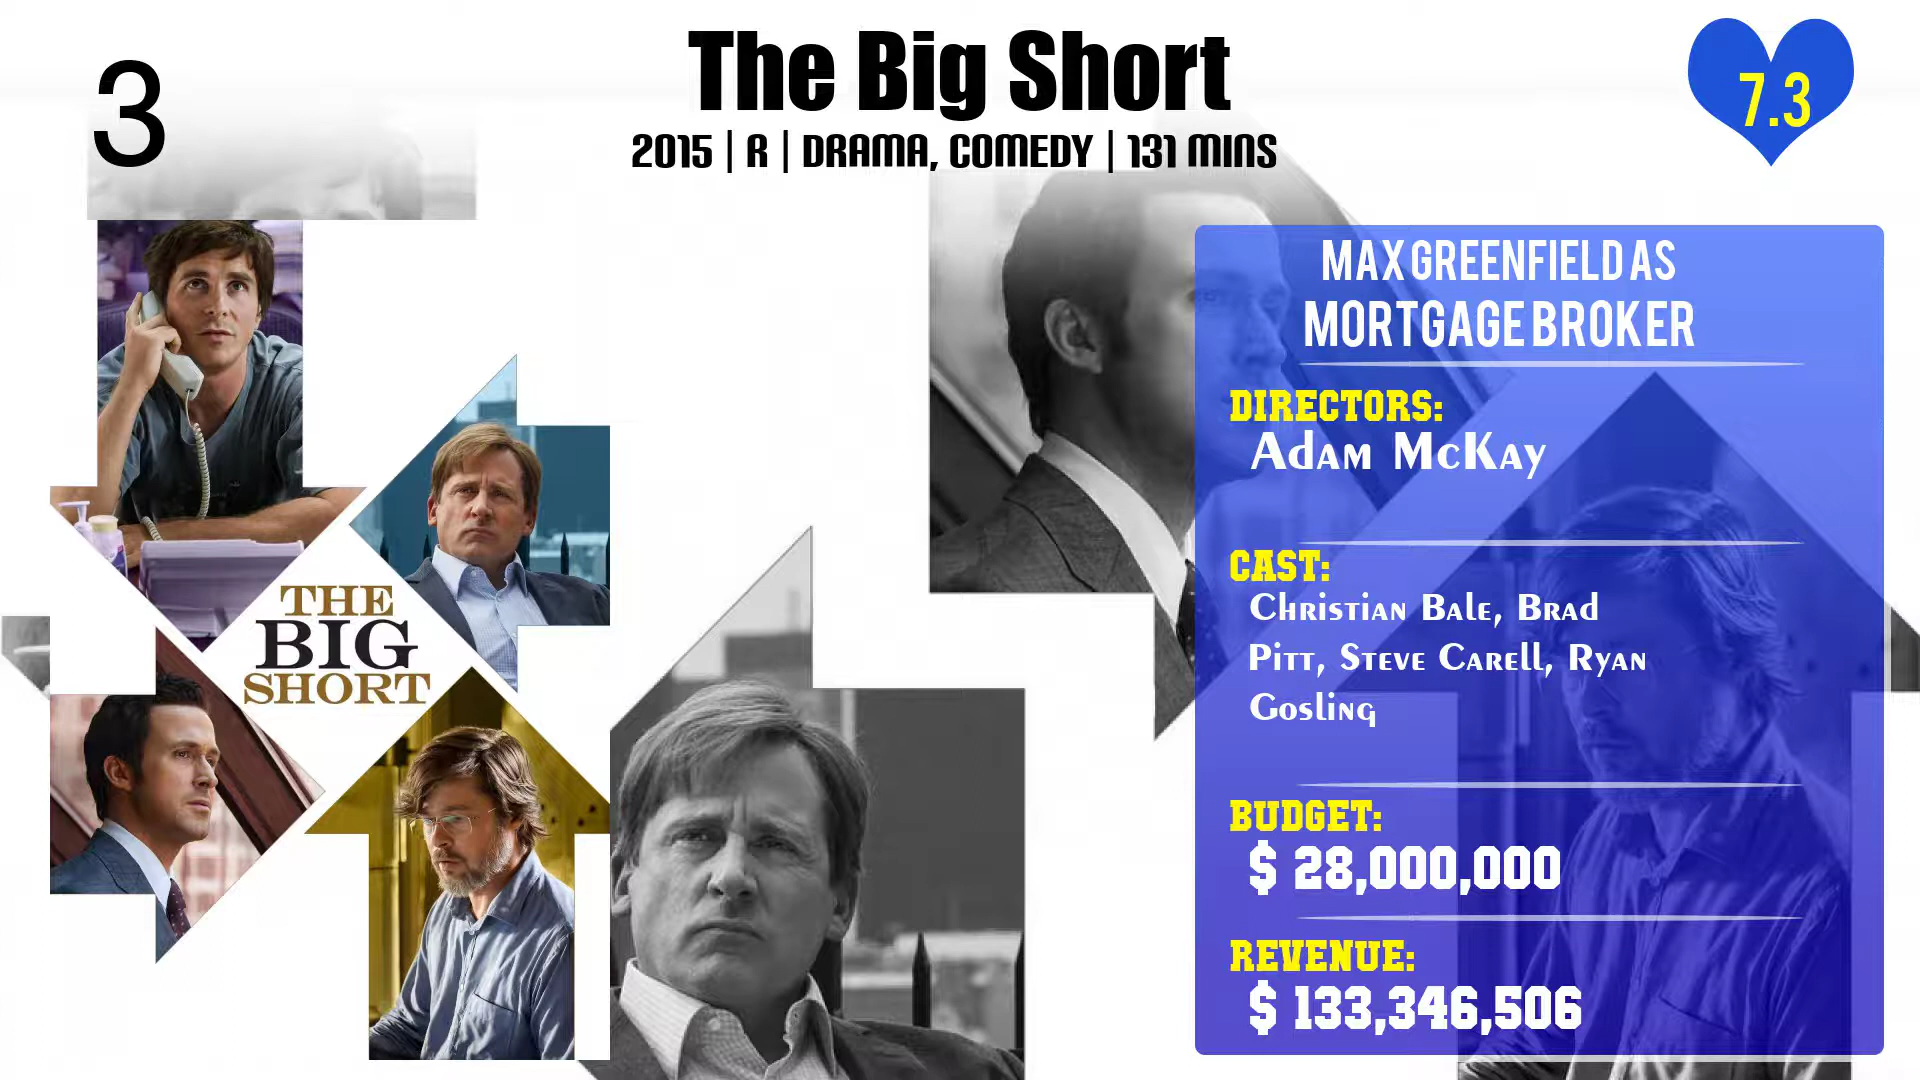 3
The Big Short
2015 | R | DRAMA, COMEDY | 131 MINS
7.3
THE
BIG
SHORT
MAX GREENFIELD AS
MORTGAGE BROKER
DIRECTORS:
Adam McKay
CAST:
Christian Bale, Brad
Pitt, Steve Carell, Ryan
Gosling
BUDGET:
$ 28,000,000
REVENUE:
$ 133,346,506